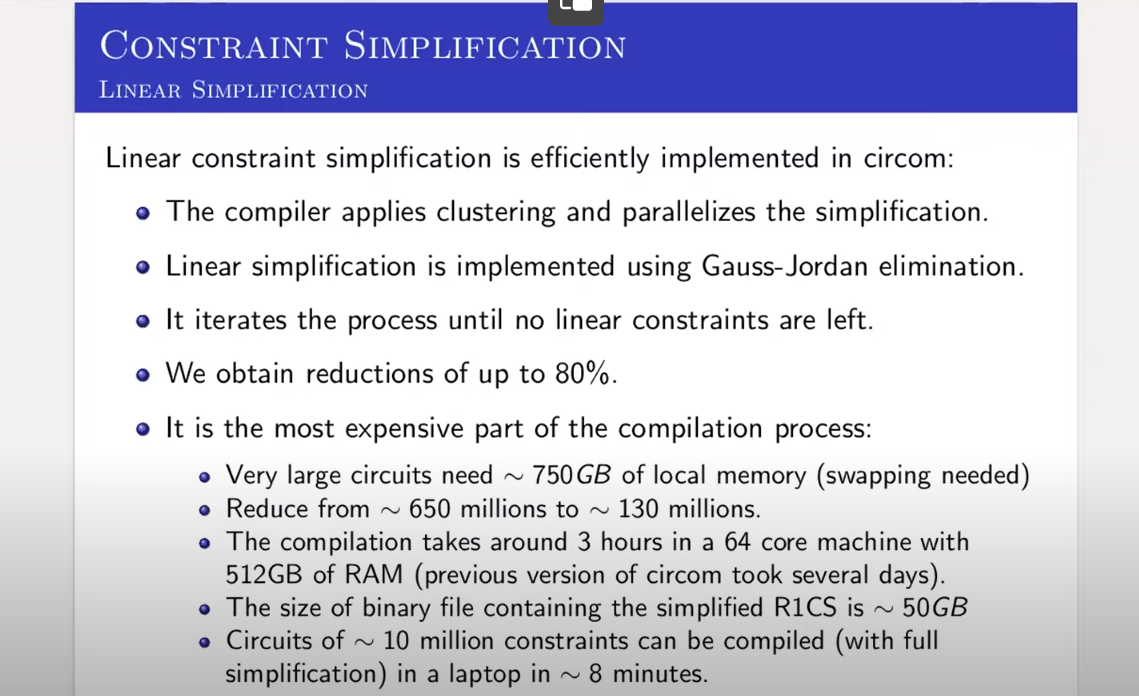 Constraint Simplification
Linear Simplification
Linear constraint simplification is efficiently implemented in circom:
The compiler applies clustering and parallelizes the simplification.
Linear simplification is implemented using Gauss-Jordan elimination.
It iterates the process until no linear constraints are left.
We obtain reductions of up to 80%.
It is the most expensive part of the compilation process:
Very large circuits need ~ 750GB of local memory (swapping needed)
Reduce from ~ 650 millions to ~ 130 millions.
The compilation takes around 3 hours in a 64 core machine with
512GB of RAM (previous version of circom took several days).
The size of binary file containing the simplified R1CS is ~ 50GB
Circuits of ~ 10 million constraints can be compiled (with full
simplification) in a laptop in ~ 8 minutes.